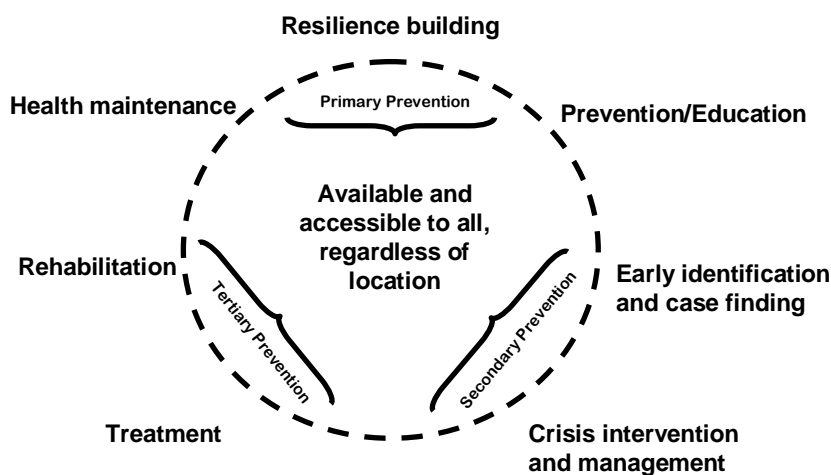 Resilience building
Health maintenance
Primary Prevention
Prevention/Education
Available and
accessible to all,
regardless of
location
Rehabilitation
Tertiary Prevention
Secondary Prevention
Early identification
and case finding
Treatment
Crisis intervention
and management